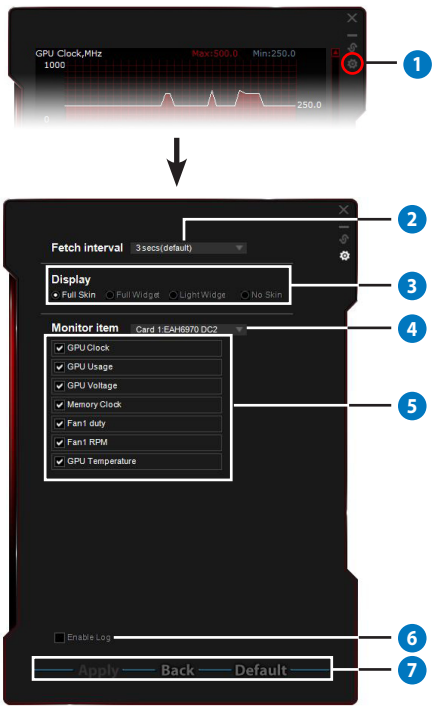 GPU Clock,MHz Max:500.0 Min:250.0
1000
250.0
0
1
2
Fetch interval 3 secs(default)
Display
3
Full Skin Full Widget Light Widge No Skin
Monitor item Card 1:EAH6970 DC2
4
GPU Clock
GPU Usage
GPU Voltage
Memory Clock
5
Fan1 duty
Fan1 RPM
GPU Temperature
Enable Log
6
Apply Back Default
7